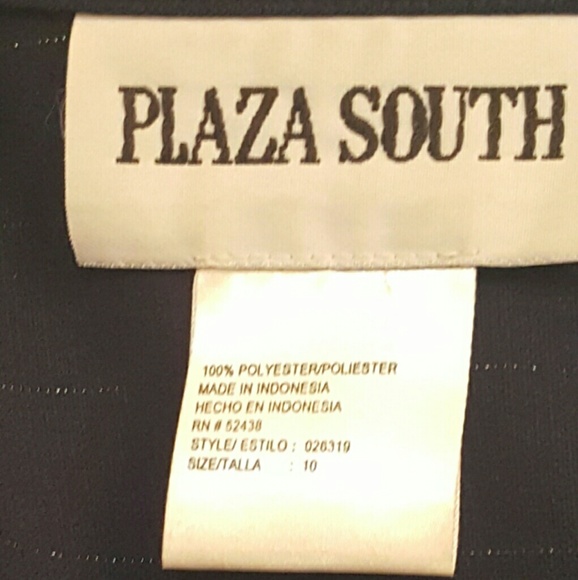 PLAZA SOUTH
100% POLYESTER/POLIESTER
MADE IN INDONESIA
HECHO EN INDONESIA
RN # 52438
STYLE/ ESTILO : 026319
SIZE/TALLA : 10